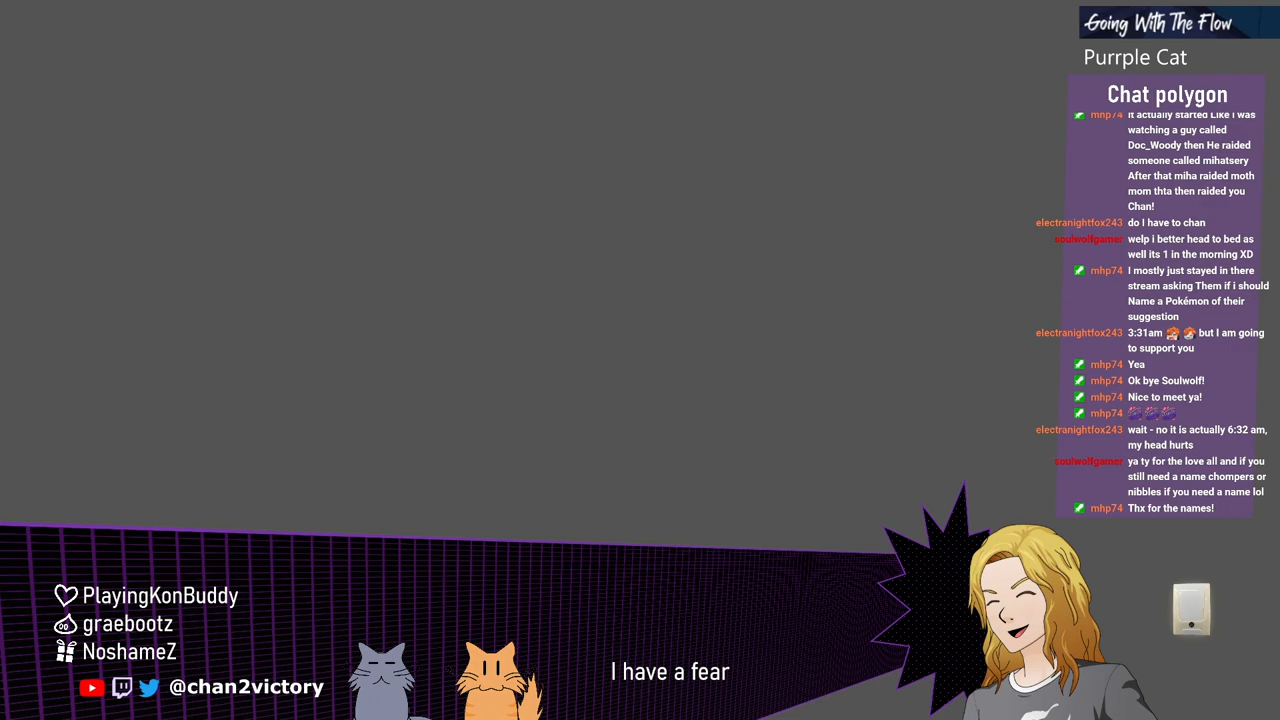 Going With The Flow
Purrple Cat
Chat polygon
mhp74 it actually started Like i was
watching a guy called
Doc_Woody then He raided
someone called mihatsery
After that miha raided moth
mom thta then raided you
Chan!
electranightfox243 do I have to chan
soulwolfgamer welp i better head to bed as
well its 1 in the morning XD
mhp74 I mostly just stayed in there
stream asking Them if i should
Name a Pokémon of their
suggestion
electranightfox243 3:31am but I am going
to support you
mhp74 Yea
mhp74 Ok bye Soulwolf!
mhp74 Nice to meet ya!
mhp74
electranightfox243 wait - no it is actually 6:32 am,
my head hurts
soulwolfgamer ya ty for the love all and if you
still need a name chompers or
nibbles if you need a name lol
mhp74 Thx for the names!
PlayingKonBuddy
graebootz
NoshameZ
@chan2victory
I have a fear